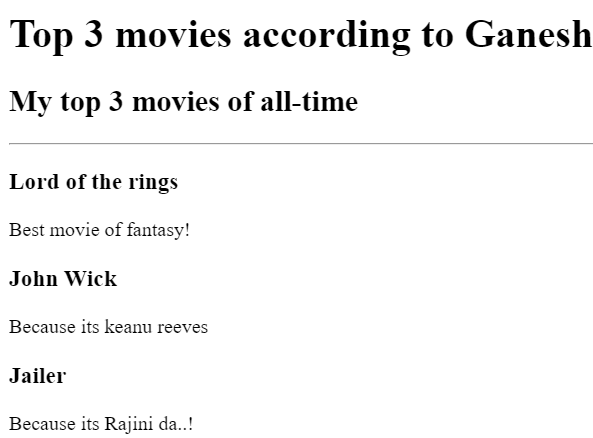 Top 3 movies according to Ganesh
My top 3 movies of all-time
Lord of the rings
Best movie of fantasy!
John Wick
Because its keanu reeves
Jailer
Because its Rajini da..!